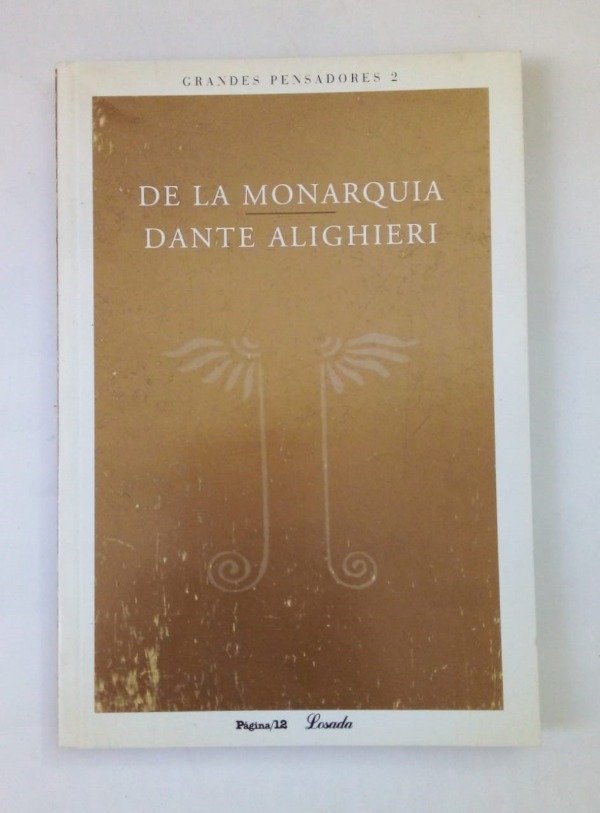 GRANDES PENSADORES 2
DE LA MONARQUIA
DANTE ALIGHIERI
Página/12 Losada